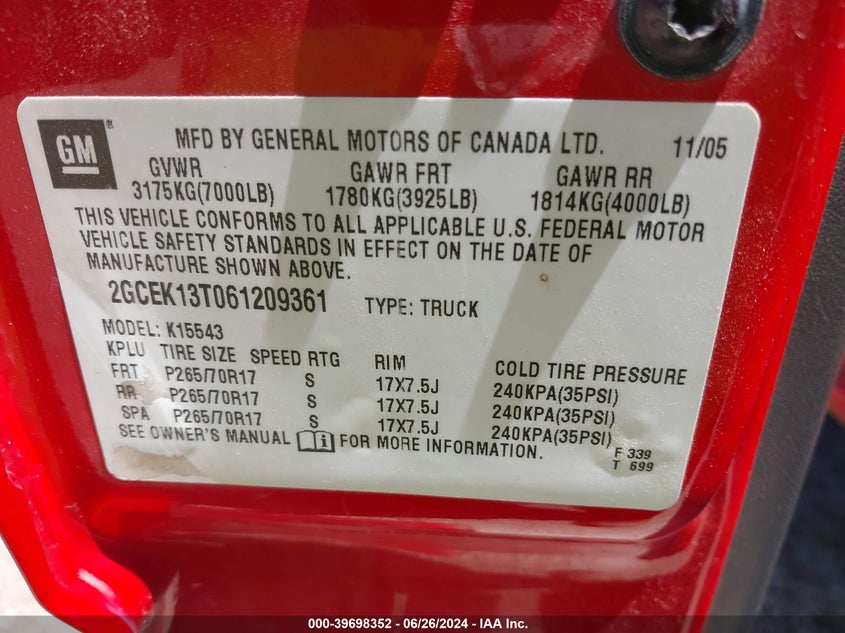 GM®
MFD BY GENERAL MOTORS OF CANADA LTD. 11/05
GVWR GAWR FRT GAWR RR
3175KG(7000LB) 1780KG(3925LB) 1814KG(4000LB)
THIS VEHICLE CONFORMS TO ALL APPLICABLE U.S. FEDERAL MOTOR
VEHICLE SAFETY STANDARDS IN EFFECT ON THE DATE OF
MANUFACTURE SHOWN ABOVE.
2GCEK13T061209361 TYPE: TRUCK
MODEL: K15543
KPLU TIRE SIZE SPEED RTG RIM COLD TIRE PRESSURE
FRT P265/70R17 S 17X7.5J 240KPA(35PSI)
RR P265/70R17 S 17X7.5J 240KPA(35PSI)
SPA P265/70R17 S 17X7.5J 240KPA(35PSI)
SEE OWNER'S MANUAL FOR MORE INFORMATION.
F 339
T 699
000-39698352 - 06/26/2024 - IAA Inc.